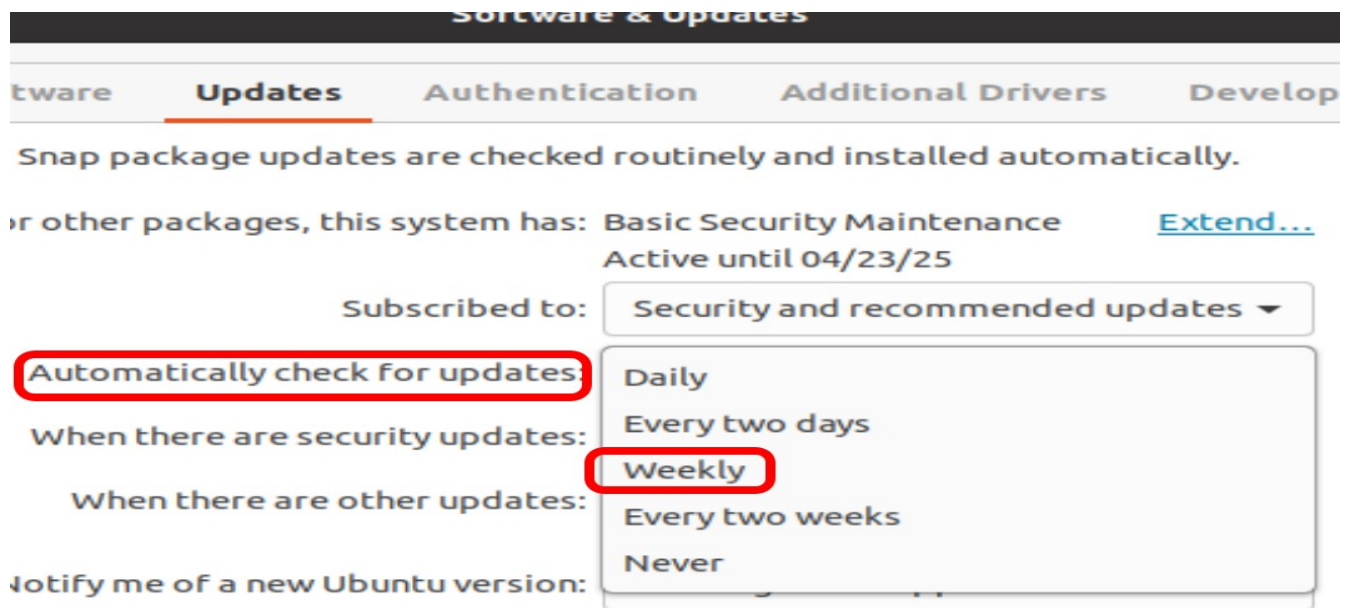 Software & Updates
tware Updates Authentication Additional Drivers Develop
Snap package updates are checked routinely and installed automatically.
or other packages, this system has: Basic Security Maintenance Extend...
Active until 04/23/25
Subscribed to: Security and recommended updates
Automatically check for updates: Daily
Every two days
When there are security updates:
Weekly
When there are other updates:
Every two weeks
Never
Notify me of a new Ubuntu version: